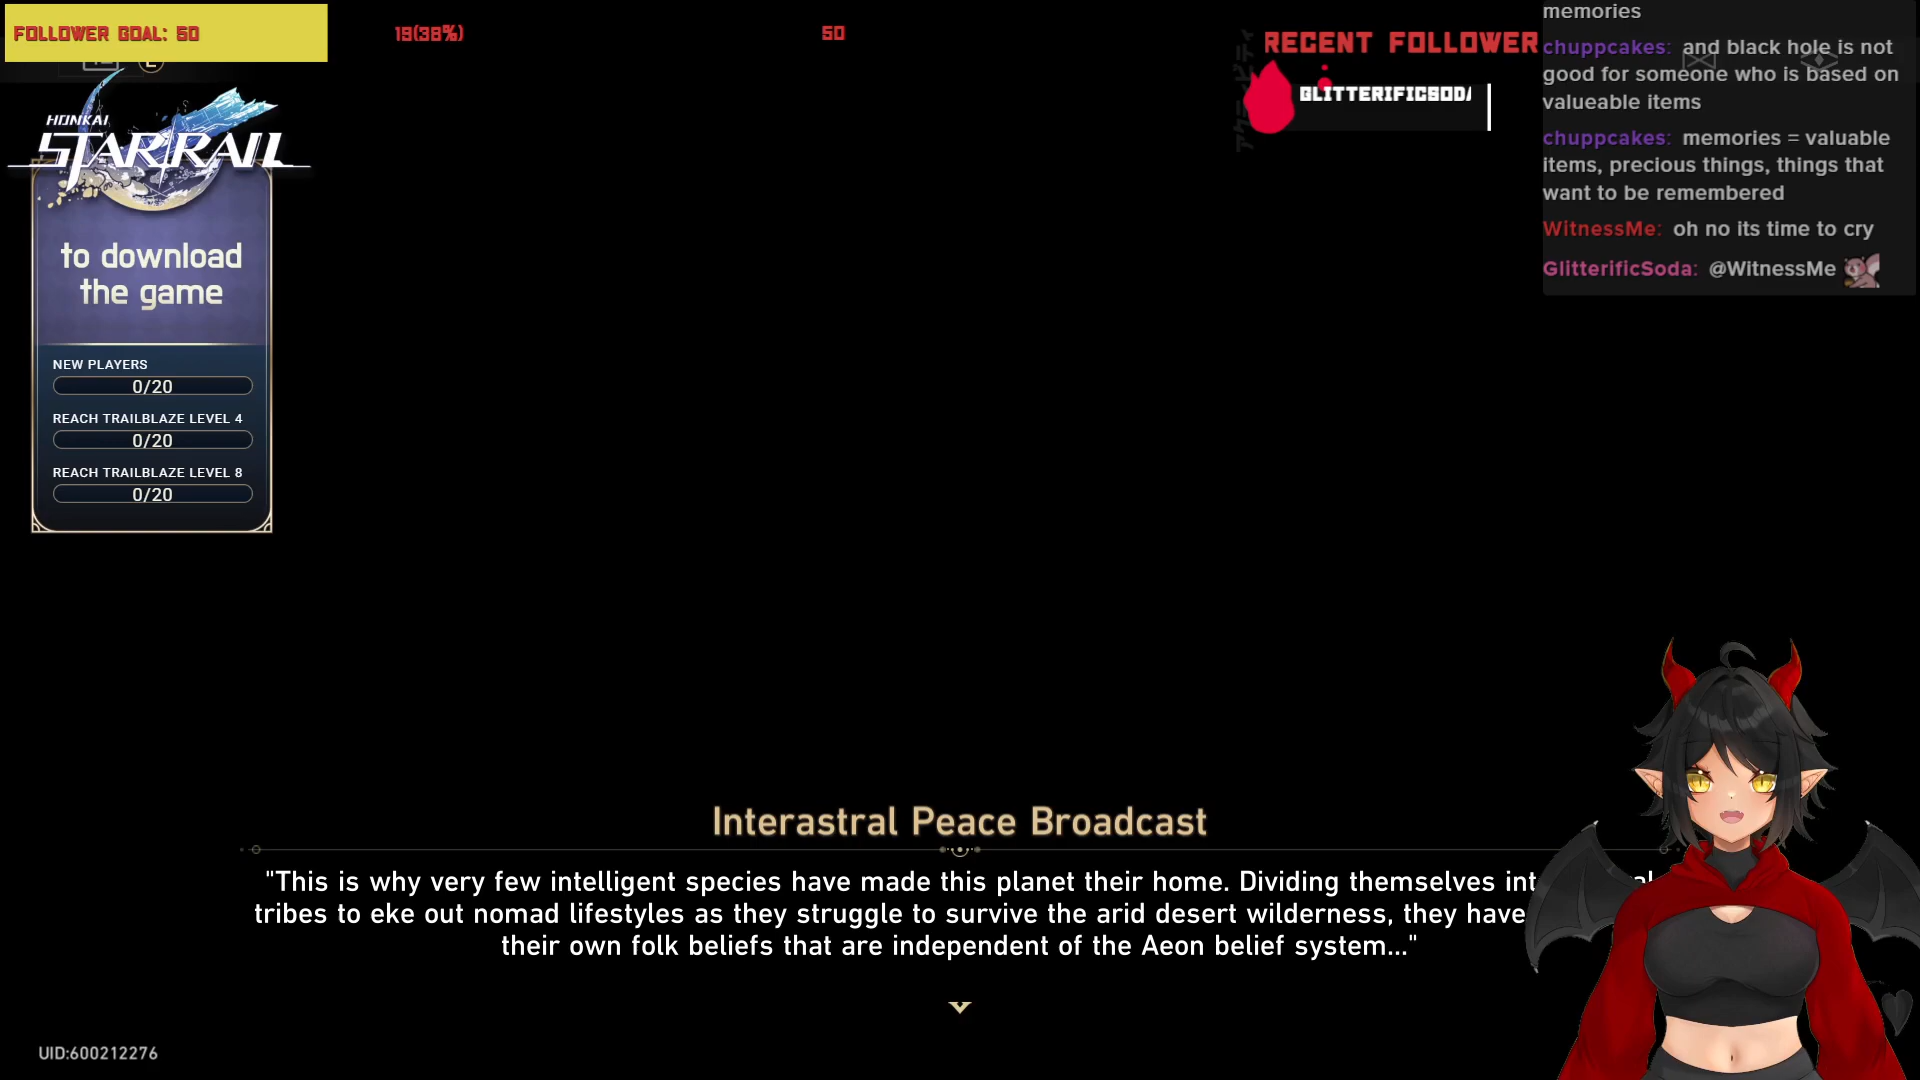 FOLLOWER GOAL: 50
19(38%)
50
RECENT FOLLOWER
GLITTERIFICSODA
HONKAI
STAR RAIL
to download
the game
NEW PLAYERS
0/20
REACH TRAILBLAZE LEVEL 4
0/20
REACH TRAILBLAZE LEVEL 8
0/20
memories
chuppcakes: and black hole is not
good for someone who is based on
valueable items
chuppcakes: memories = valuable
items, precious things, things that
want to be remembered
WitnessMe: oh no its time to cry
GlitterificSoda: @WitnessMe
Interastral Peace Broadcast
"This is why very few intelligent species have made this planet their home. Dividing themselves
tribes to eke out nomad lifestyles as they struggle to survive the arid desert wilderness, they have
their own folk beliefs that are independent of the Aeon belief system..."
UID:600212276